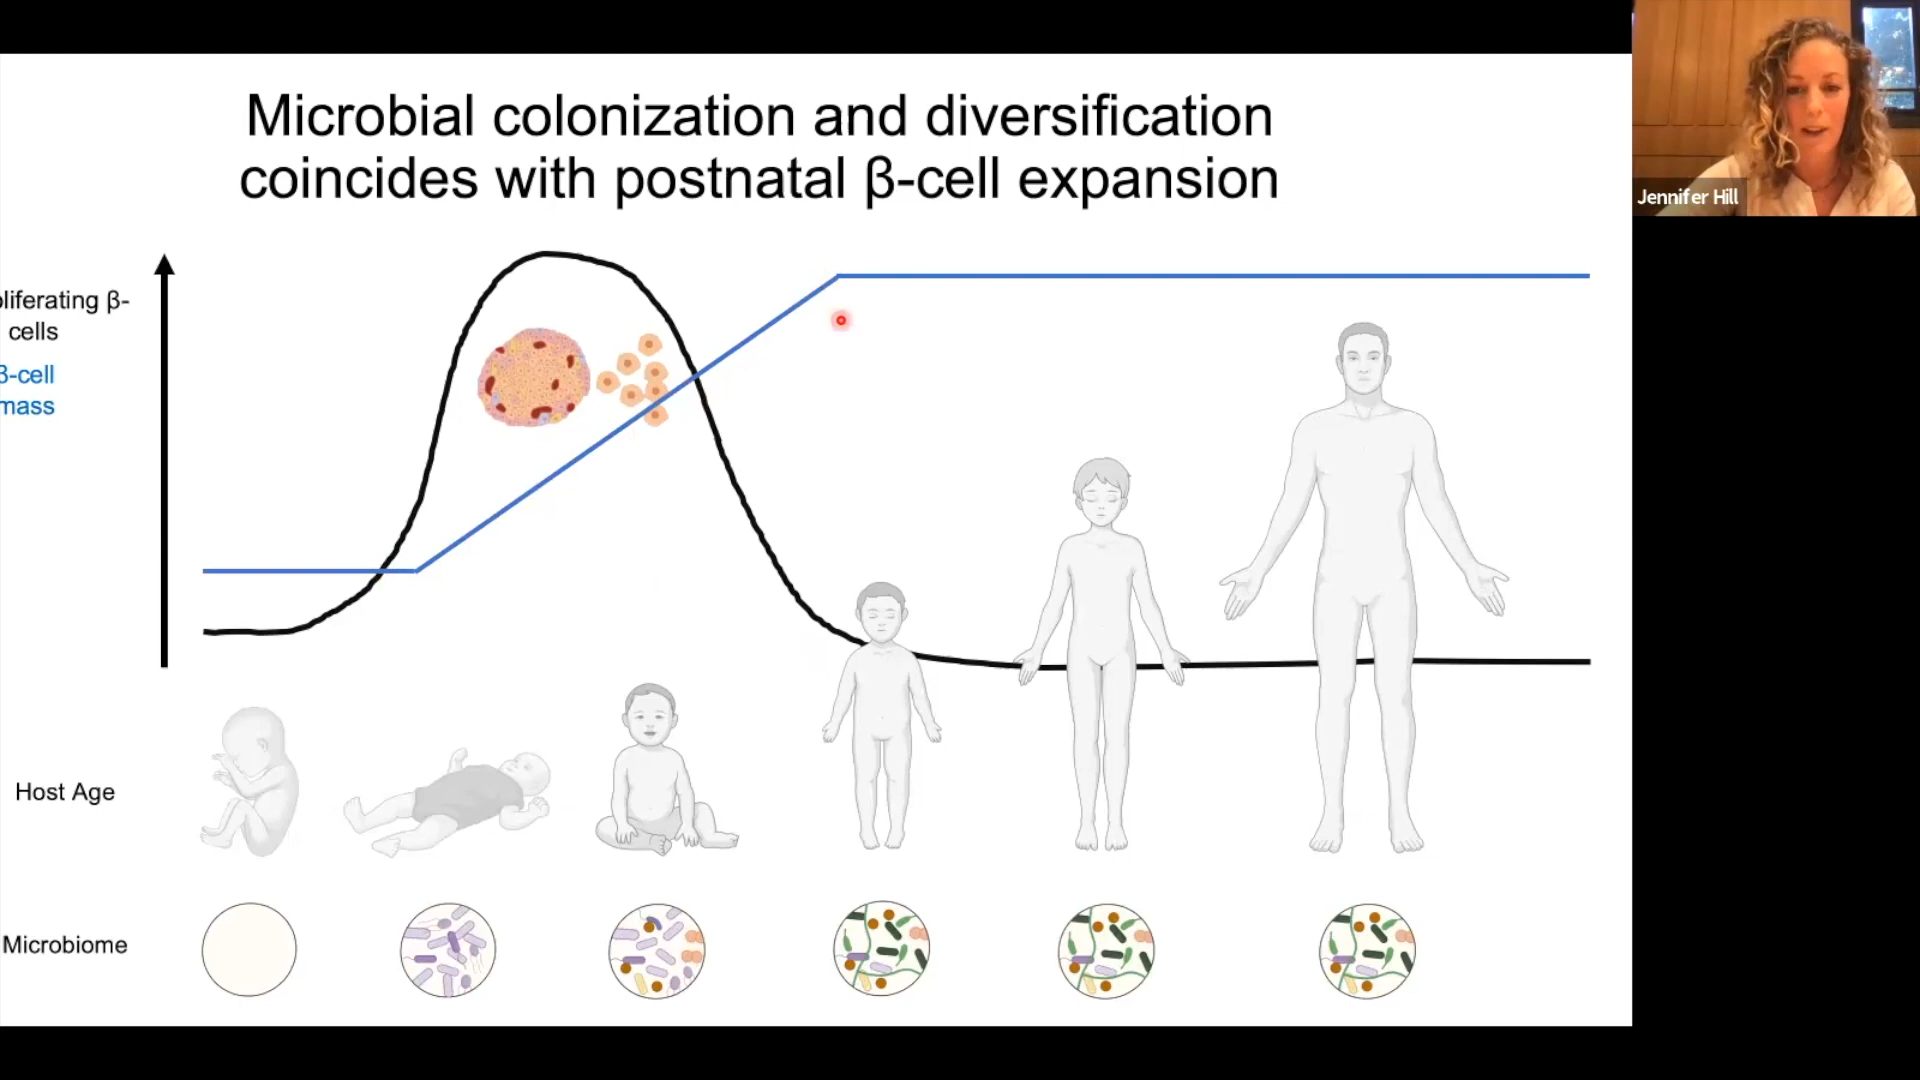 Microbial colonization and diversification
coincides with postnatal β-cell expansion
Jennifer Hill
oliferating β-
cells
β-cell
mass
Host Age
Microbiome